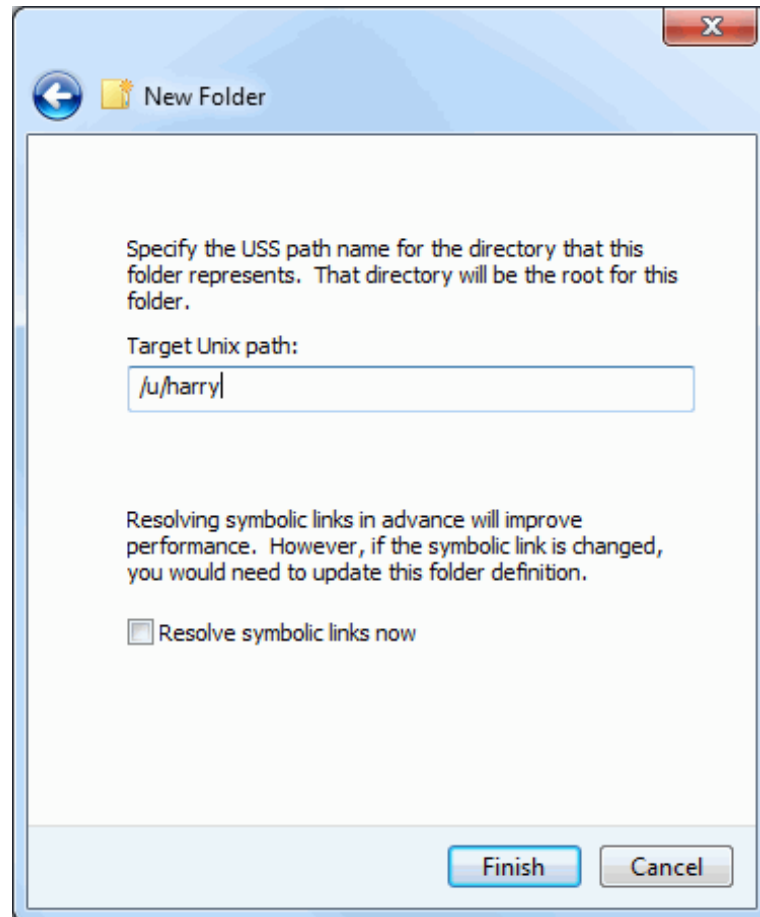 New Folder
Specify the USS path name for the directory that this
folder represents.  That directory will be the root for this
folder.
Target Unix path:
/u/harry
Resolving symbolic links in advance will improve
performance.  However, if the symbolic link is changed,
you would need to update this folder definition.
Resolve symbolic links now
Finish
Cancel